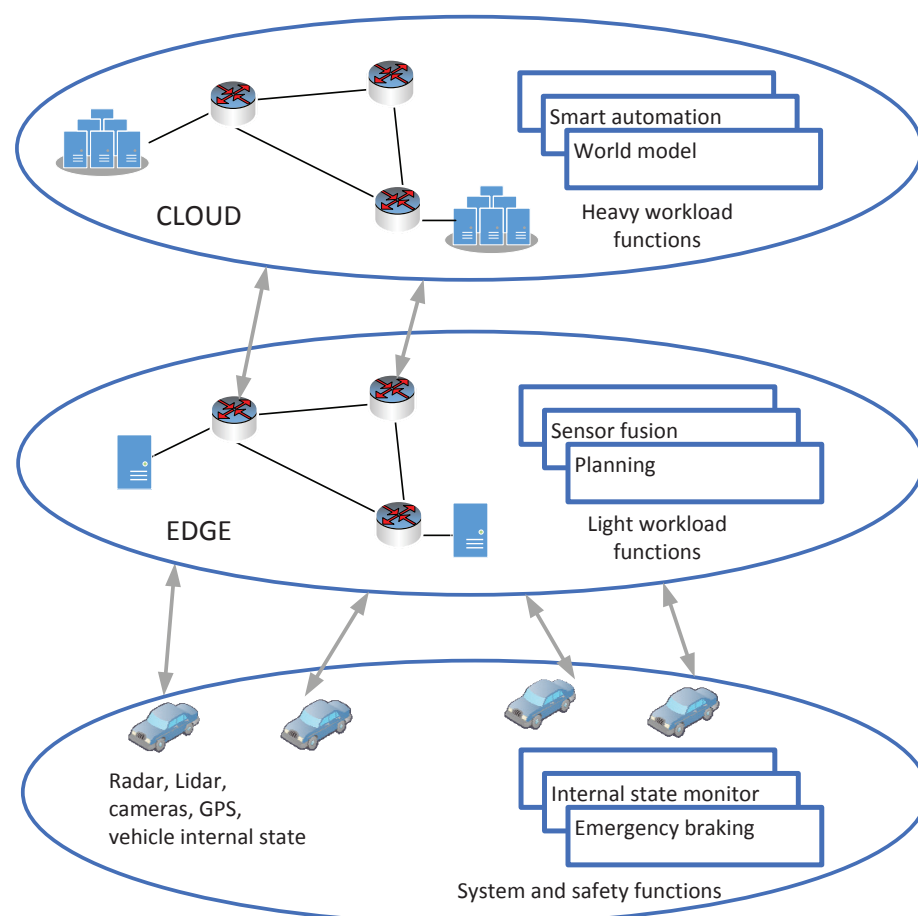 Smart automation
World model
CLOUD
Heavy workload
functions
Sensor fusion
Planning
EDGE
Light workload
functions
Radar, Lidar,
cameras, GPS,
vehicle internal state
Internal state monitor
Emergency braking
System and safety functions